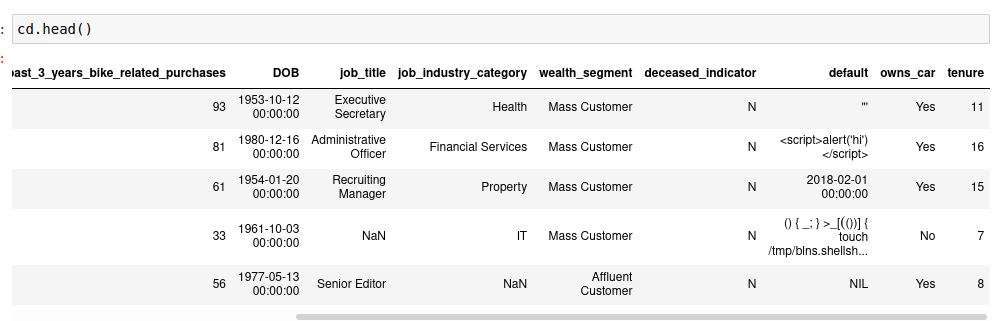 : cd.head()
:
ast_3_years_bike_related_purchases DOB job_title job_industry_category wealth_segment deceased_indicator default owns_car tenure
93 1953-10-12 00:00:00 Executive Secretary Health Mass Customer N "' Yes 11
81 1980-12-16 00:00:00 Administrative Officer Financial Services Mass Customer N <script>alert('hi')</script> Yes 16
61 1954-01-20 00:00:00 Recruiting Manager Property Mass Customer N 2018-02-01 00:00:00 Yes 15
33 1961-10-03 00:00:00 NaN IT Mass Customer N () { _; } >_[$($())] { touch /tmp/blns.shellsh... No 7
56 1977-05-13 00:00:00 Senior Editor NaN Affluent Customer N NIL Yes 8